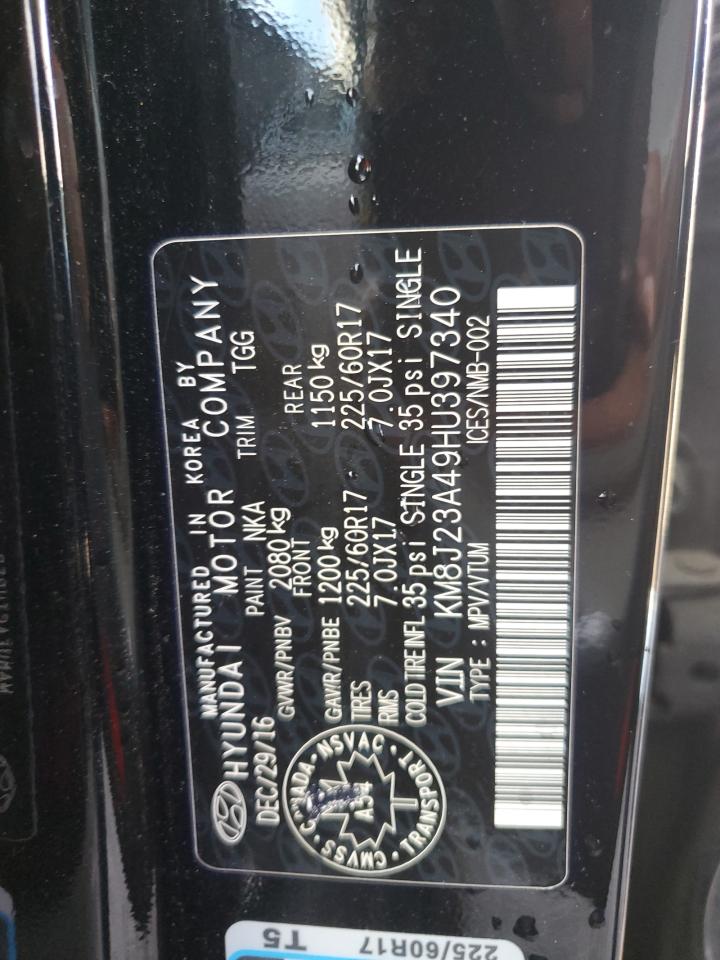 MANUFACTURED IN KOREA BY
HYUNDAI MOTOR COMPANY
DEC/29/16 PAINT NKA TRIM TGG
GVWR/PNBV 2080 kg
FRONT REAR
GAWR/PNBE 1200 kg 1150 kg
TIRES 225/60R17 225/60R17
RIMS 7.0JX17 7.0JX17
COLD TIRE INFL 35 psi SINGLE 35 psi SINGLE
VIN KM8J23A49HU397340
TYPE : MPV/VTUM ICES/NMB-002
CANADA · NSVAC · TRANSPORT · CMVSS ·
T5
225/60R17